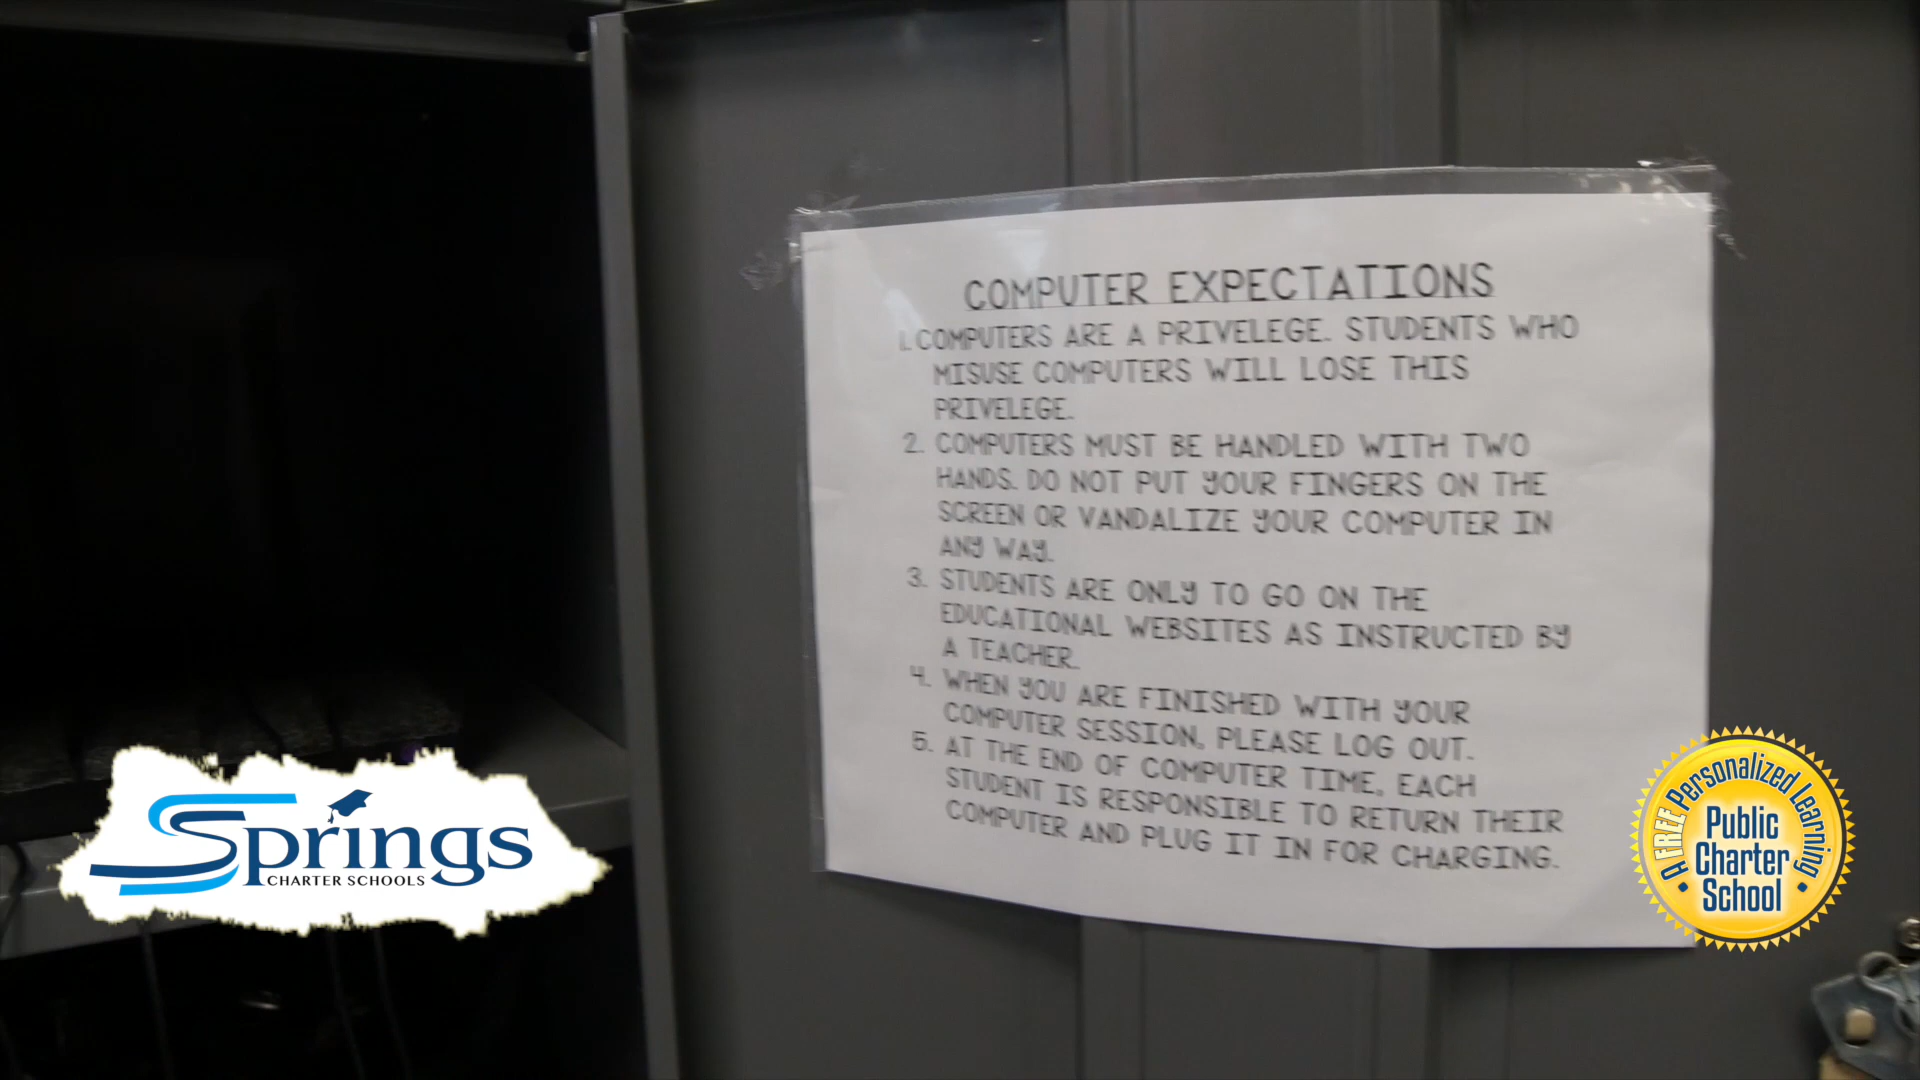 COMPUTER EXPECTATIONS
1. COMPUTERS ARE A PRIVELEGE. STUDENTS WHO
MISUSE COMPUTERS WILL LOSE THIS
PRIVELEGE.
2. COMPUTERS MUST BE HANDLED WITH TWO
HANDS. DO NOT PUT YOUR FINGERS ON THE
SCREEN OR VANDALIZE YOUR COMPUTER IN
ANY WAY.
3. STUDENTS ARE ONLY TO GO ON THE
EDUCATIONAL WEBSITES AS INSTRUCTED BY
A TEACHER.
4. WHEN YOU ARE FINISHED WITH YOUR
COMPUTER SESSION, PLEASE LOG OUT.
5. AT THE END OF COMPUTER TIME, EACH
STUDENT IS RESPONSIBLE TO RETURN THEIR
COMPUTER AND PLUG IT IN FOR CHARGING.
Springs
CHARTER SCHOOLS
A FREE Personalized Learning
Public
Charter
School